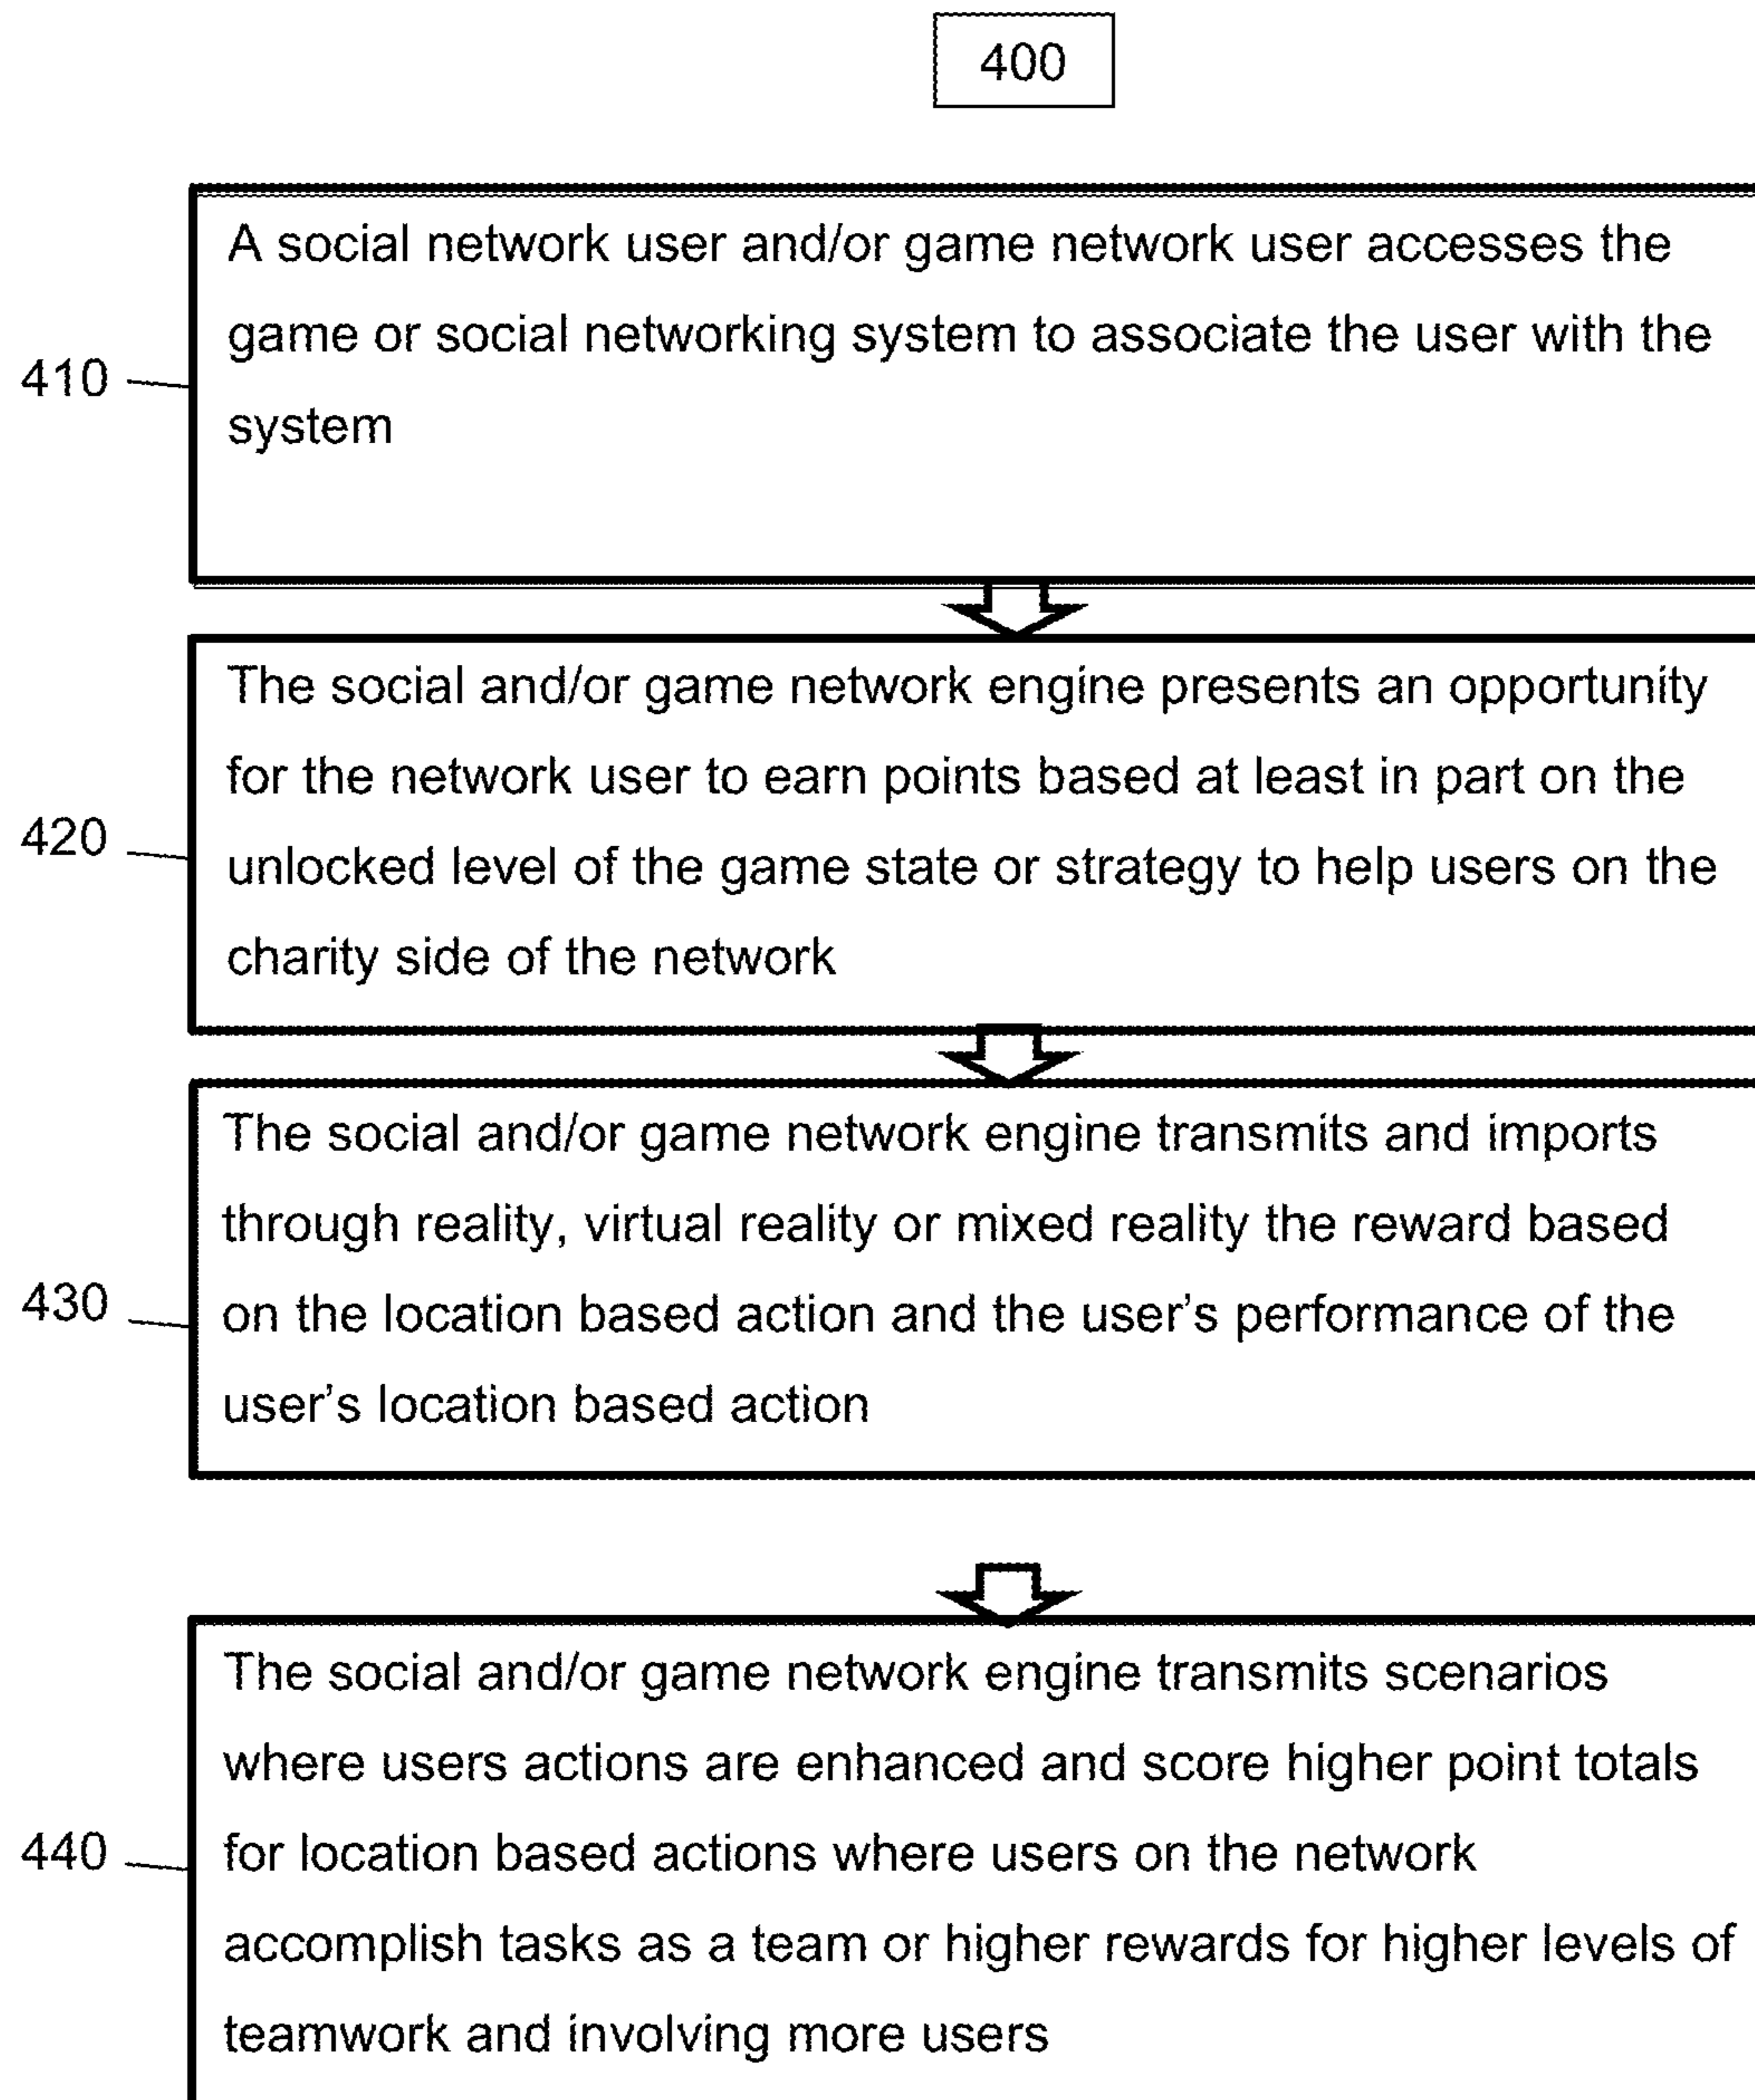 400
A social network user and/or game network user accesses the
game or social networking system to associate the user with the
410
system
The social and/or game network engine presents an opportunity
for the network user to earn points based at least in part on the
420
unlocked level of the game state or strategy to help users on the
charity side of the network
The social and/or game network engine transmits and imports
through reality, virtual reality or mixed reality the reward based
430
on the location based action and the user's performance of the
user's location based action
The social and/or game network engine transmits scenarios
where users actions are enhanced and score higher point totals
440
for location based actions where users on the network
accomplish tasks as a team or higher rewards for higher levels of
teamwork and involving more users